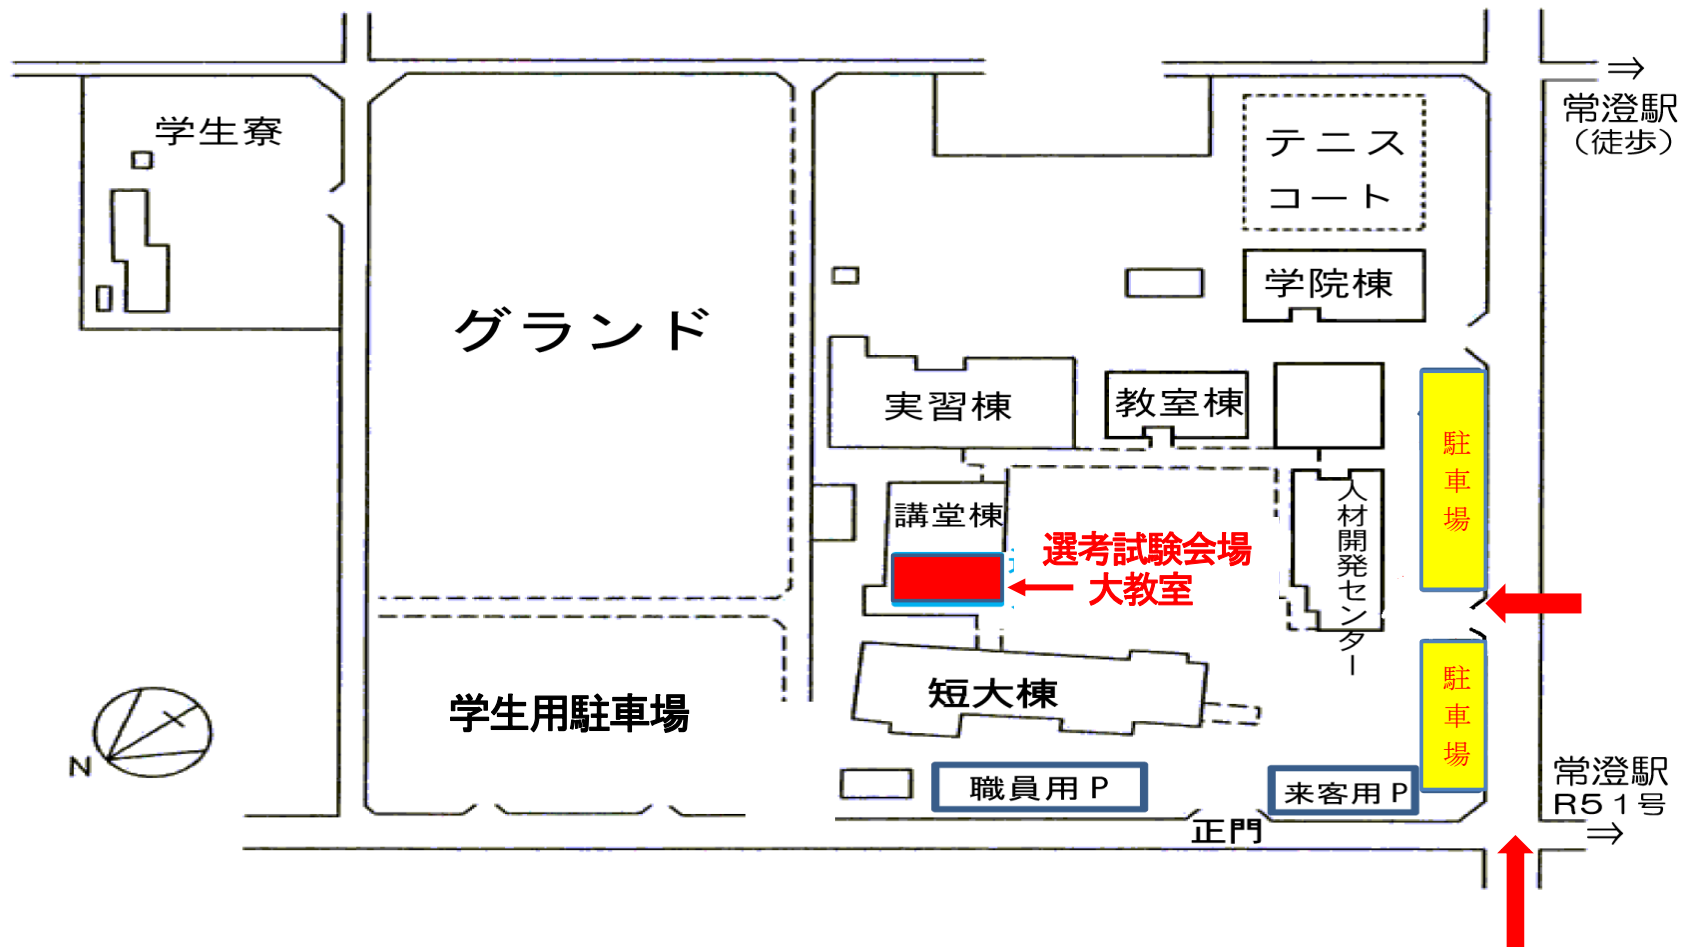 常澄駅
（徒歩）
学生寮
テニス
コート
学院棟
グランド
実習棟
教室棟
駐車場
講堂棟
人材開発センター
選考試験会場
大教室
短大棟
駐車場
学生用駐車場
N
職員用P
来客用P
常澄駅
R51号
正門